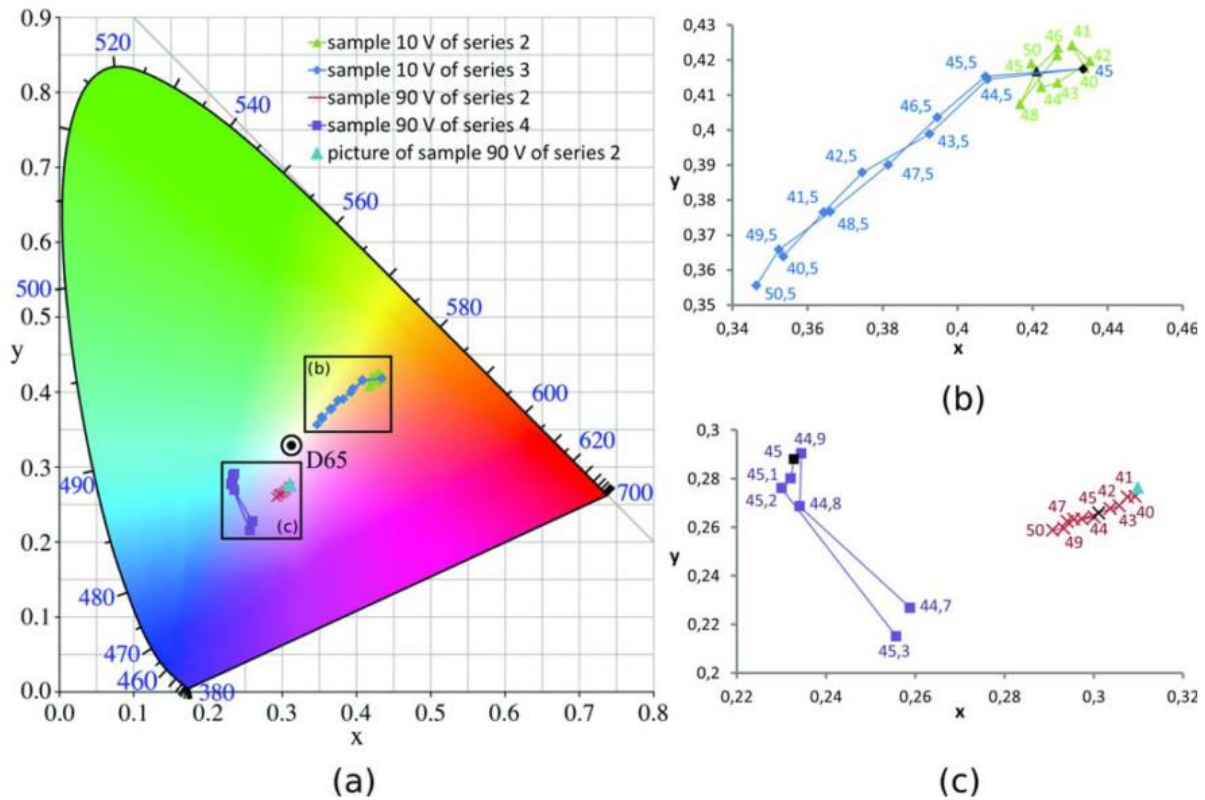 0.9
0.8
0.7
0.6
0.5
0.4
0.3
0.2
0.1
0.0
y
0.0 0.1 0.2 0.3 0.4 0.5 0.6 0.7 0.8
x
520
540
560
580
600
620
700
500
490
480
470
460
380
sample 10 V of series 2
sample 10 V of series 3
sample 90 V of series 2
sample 90 V of series 4
picture of sample 90 V of series 2
(b)
D65
(c)
(a)
0,43
0,42
0,41
0,4
0,39
0,38
0,37
0,36
0,35
y
0,34 0,36 0,38 0,4 0,42 0,44 0,46
x
46 41
50 42
45,5 45 45
40
44,5 44 43
48
46,5
43,5
42,5
47,5
41,5
48,5
49,5
40,5
50,5
(b)
0,3
0,28
0,26
0,24
0,22
0,2
y
0,22 0,24 0,26 0,28 0,3 0,32
x
45 44,9
45,1
45,2 44,8
44,7
45,3
41
45 42
47 40
50 44 43
49
(c)